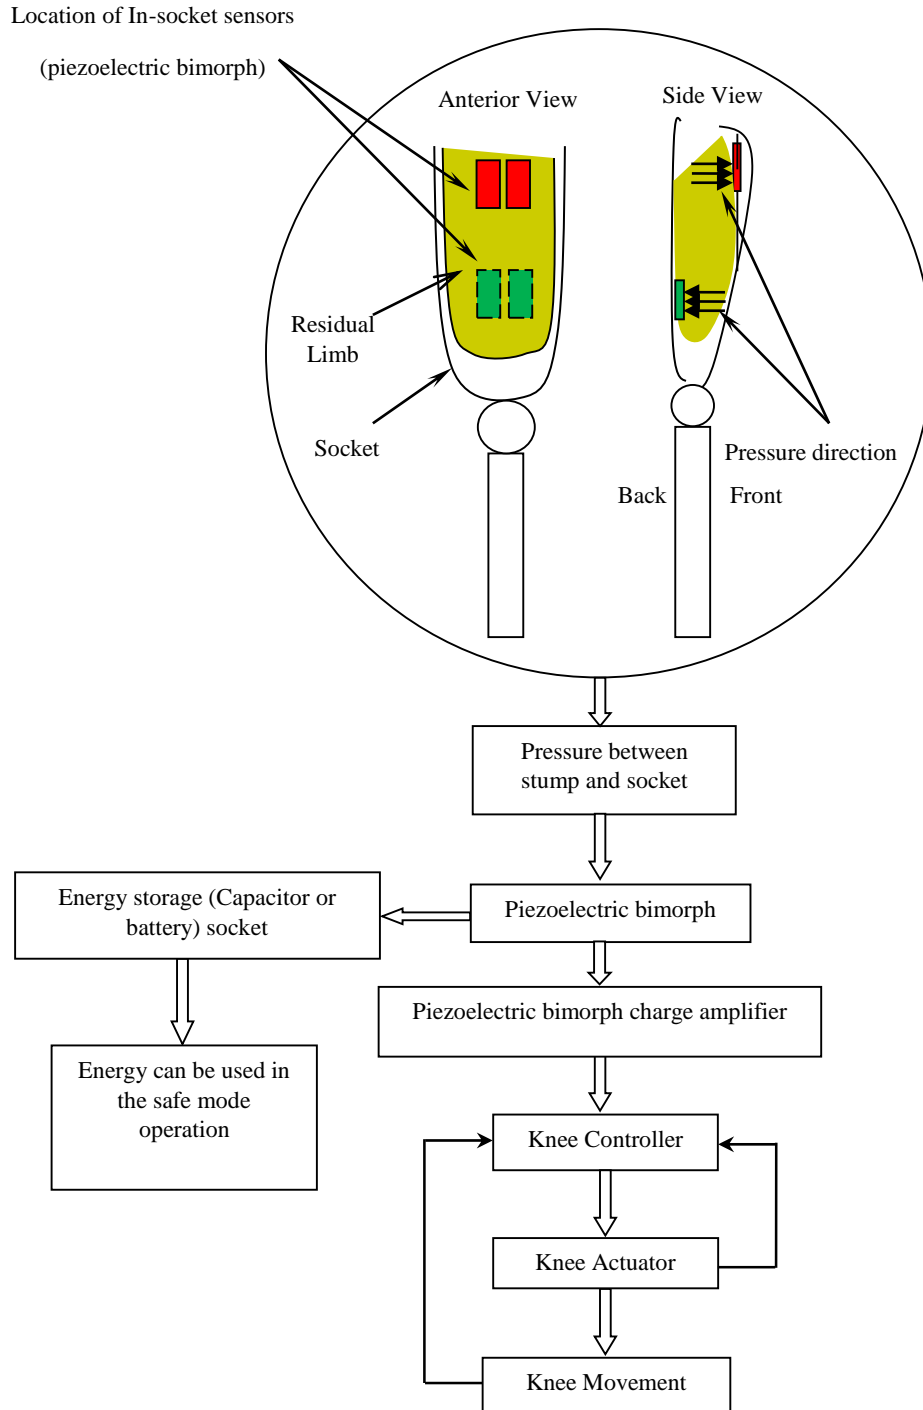 Location of In-socket sensors
(piezoelectric bimorph)
Anterior View
Side View
Residual
Limb
Socket
Pressure direction
Back
Front
Pressure between
stump and socket
Energy storage (Capacitor or
battery) socket
Piezoelectric bimorph
Piezoelectric bimorph charge amplifier
Energy can be used in
the safe mode
operation
Knee Controller
Knee Actuator
Knee Movement